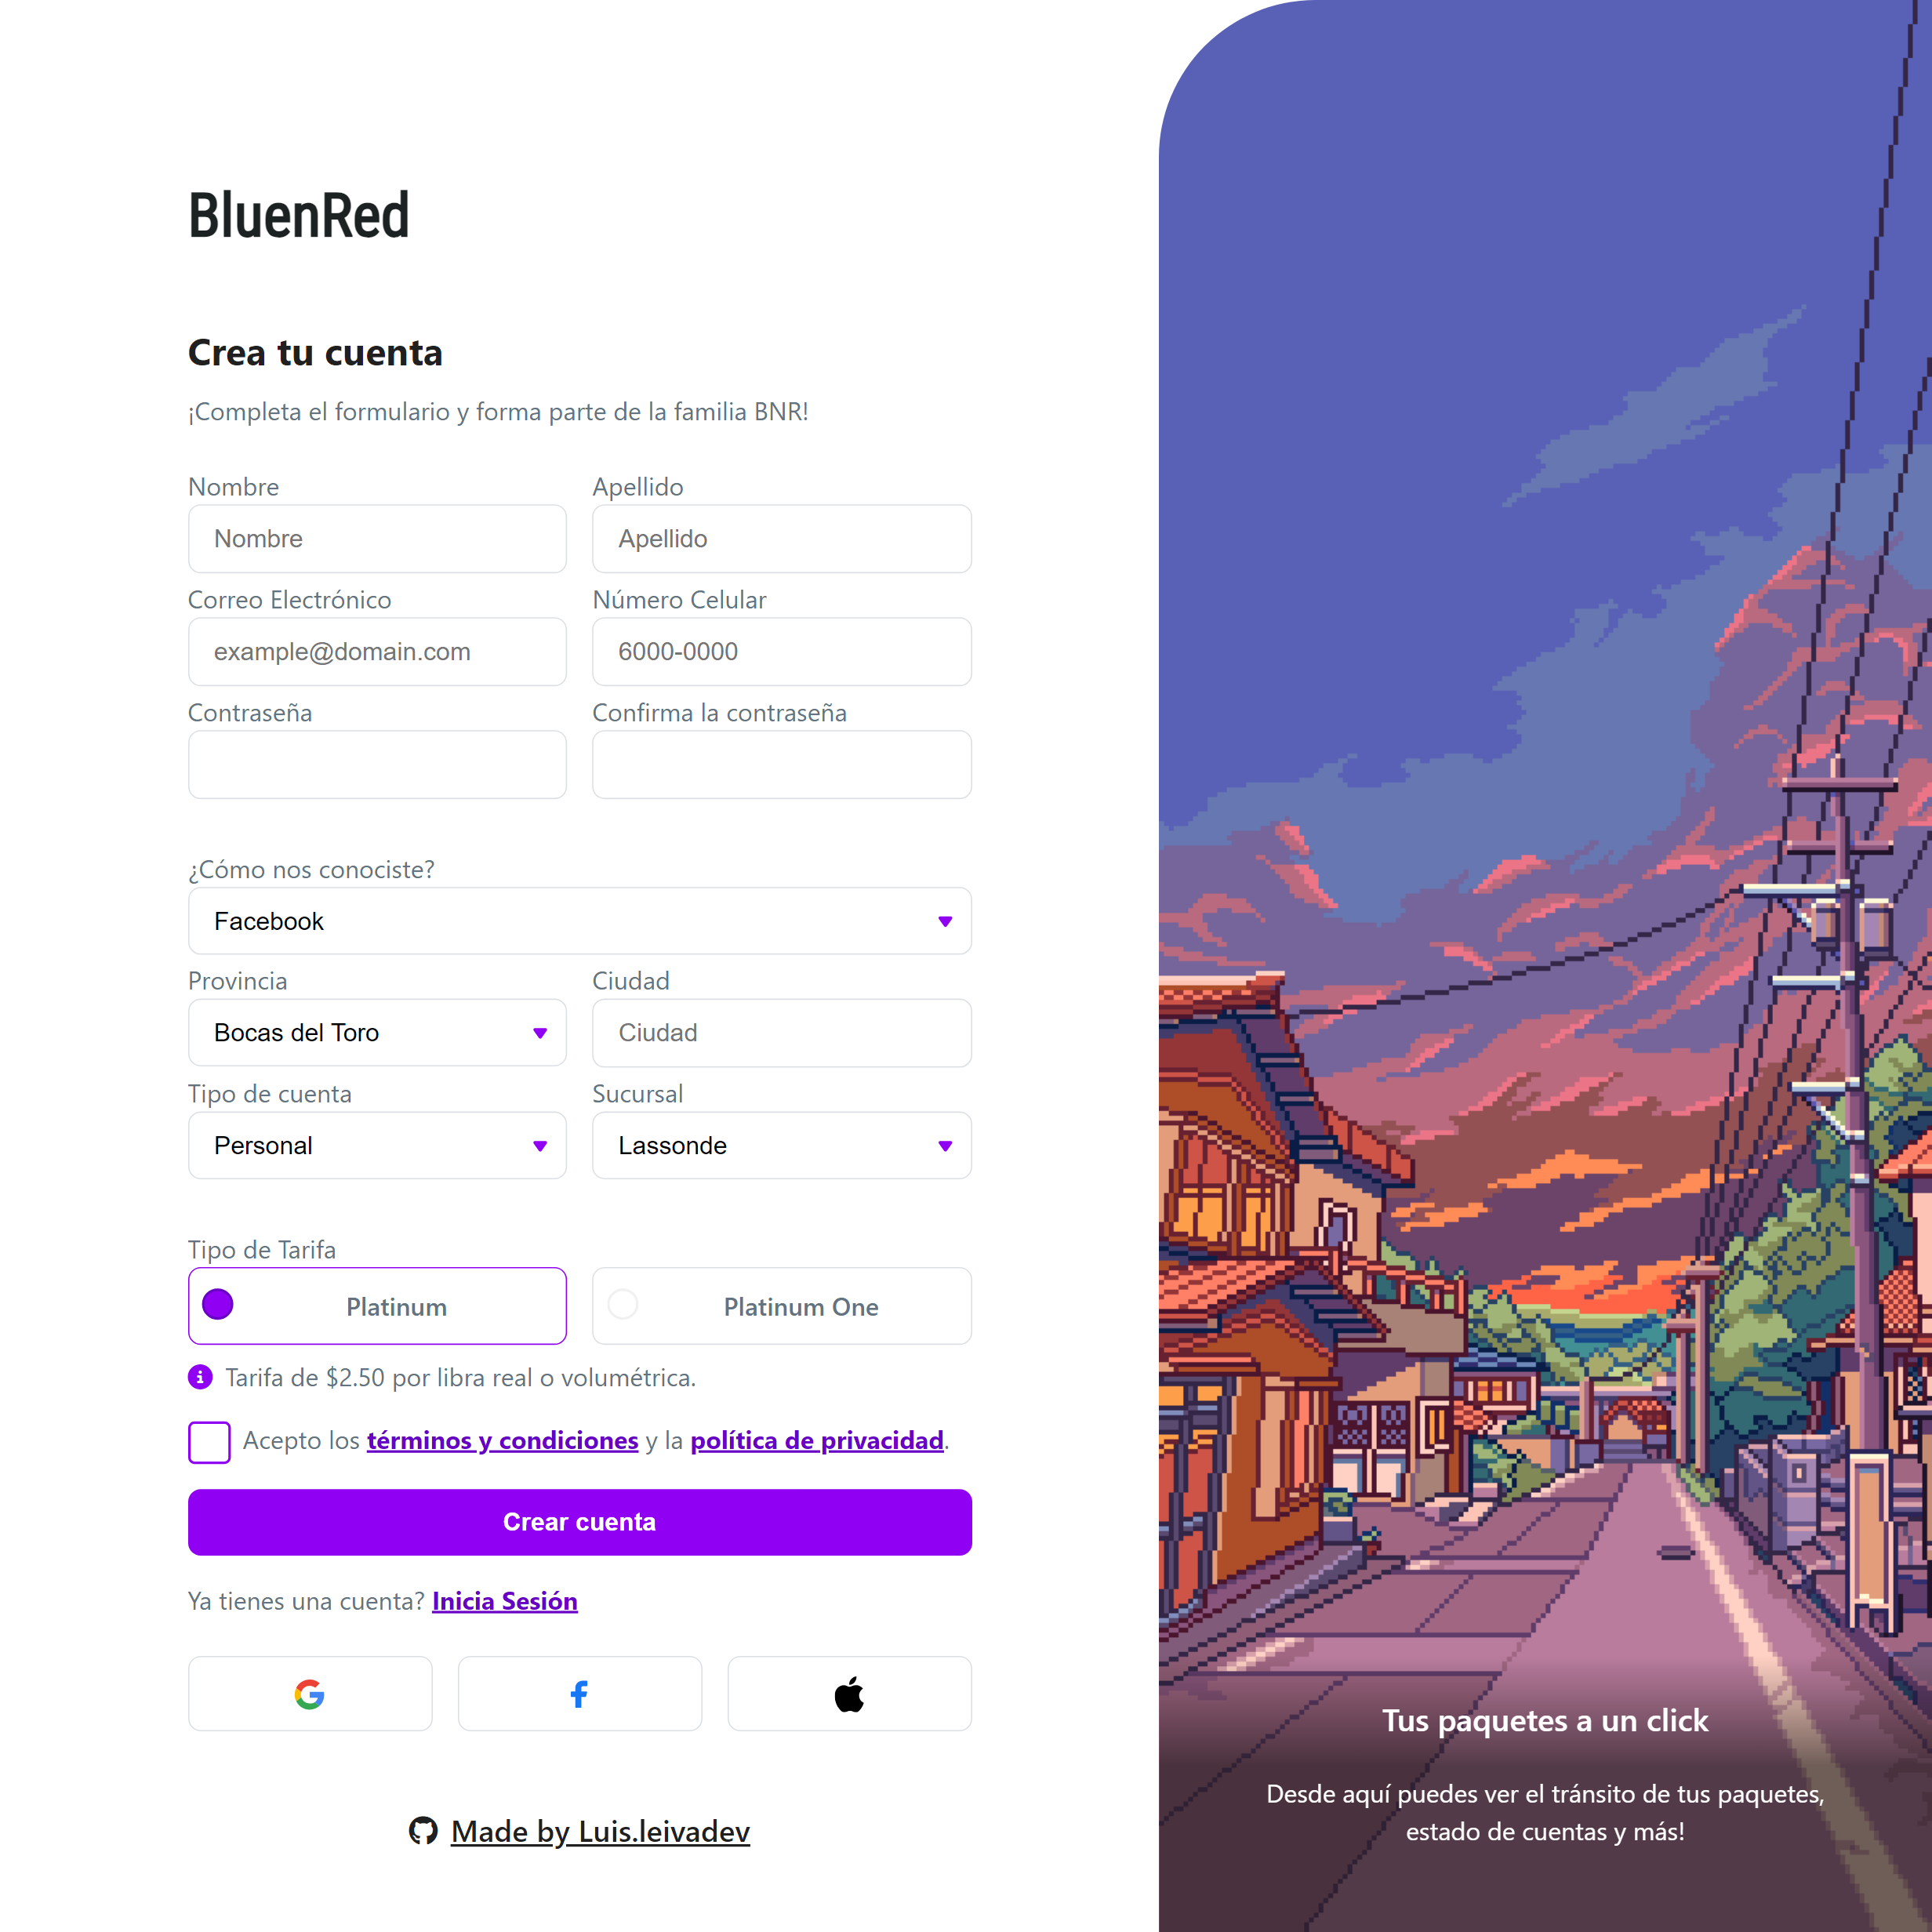 BluenRed
Crea tu cuenta
¡Completa el formulario y forma parte de la familia BNR!
Nombre
Apellido
Nombre
Apellido
Correo Electrónico
Número Celular
example@domain.com
6000-0000
Contraseña
Confirma la contraseña
¿Cómo nos conociste?
Facebook
Provincia
Ciudad
Bocas del Toro
Ciudad
Tipo de cuenta
Sucursal
Personal
Lassonde
Tipo de Tarifa
Platinum
Platinum One
Tarifa de $2.50 por libra real o volumétrica.
Acepto los términos y condiciones y la política de privacidad.
Crear cuenta
Ya tienes una cuenta? Inicia Sesión
Made by Luis.leivadev
Tus paquetes a un click
Desde aquí puedes ver el tránsito de tus paquetes,
estado de cuentas y más!